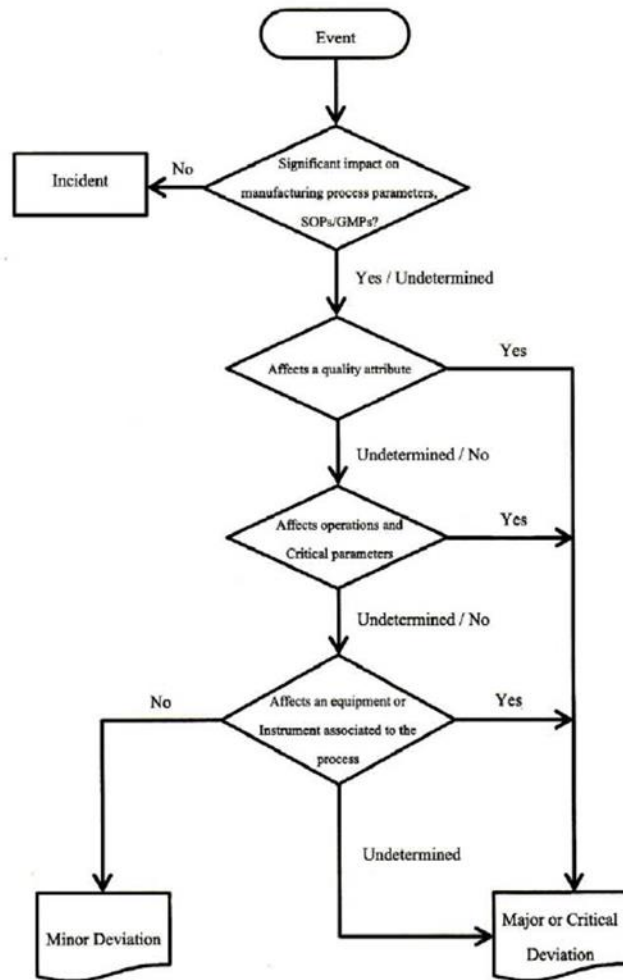 Event
Significant impact on
manufacturing process parameters,
SOPs/GMPs?
No
Incident
Yes / Undetermined
Affects a quality attribute
Yes
Undetermined / No
Affects operations and
Critical parameters
Yes
Undetermined / No
No
Affects an equipment or
Instrument associated to the
process
Yes
Undetermined
Minor Deviation
Major or Critical
Deviation